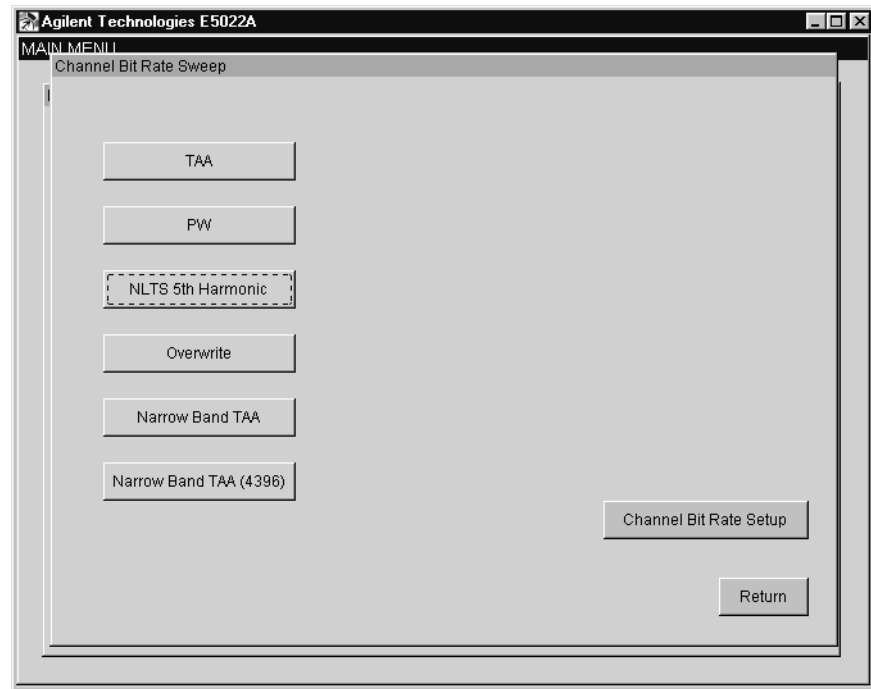 Agilent Technologies E5022A
MAIN MENU
Channel Bit Rate Sweep
TAA
PW
NLTS 5th Harmonic
Overwrite
Narrow Band TAA
Narrow Band TAA (4396)
Channel Bit Rate Setup
Return